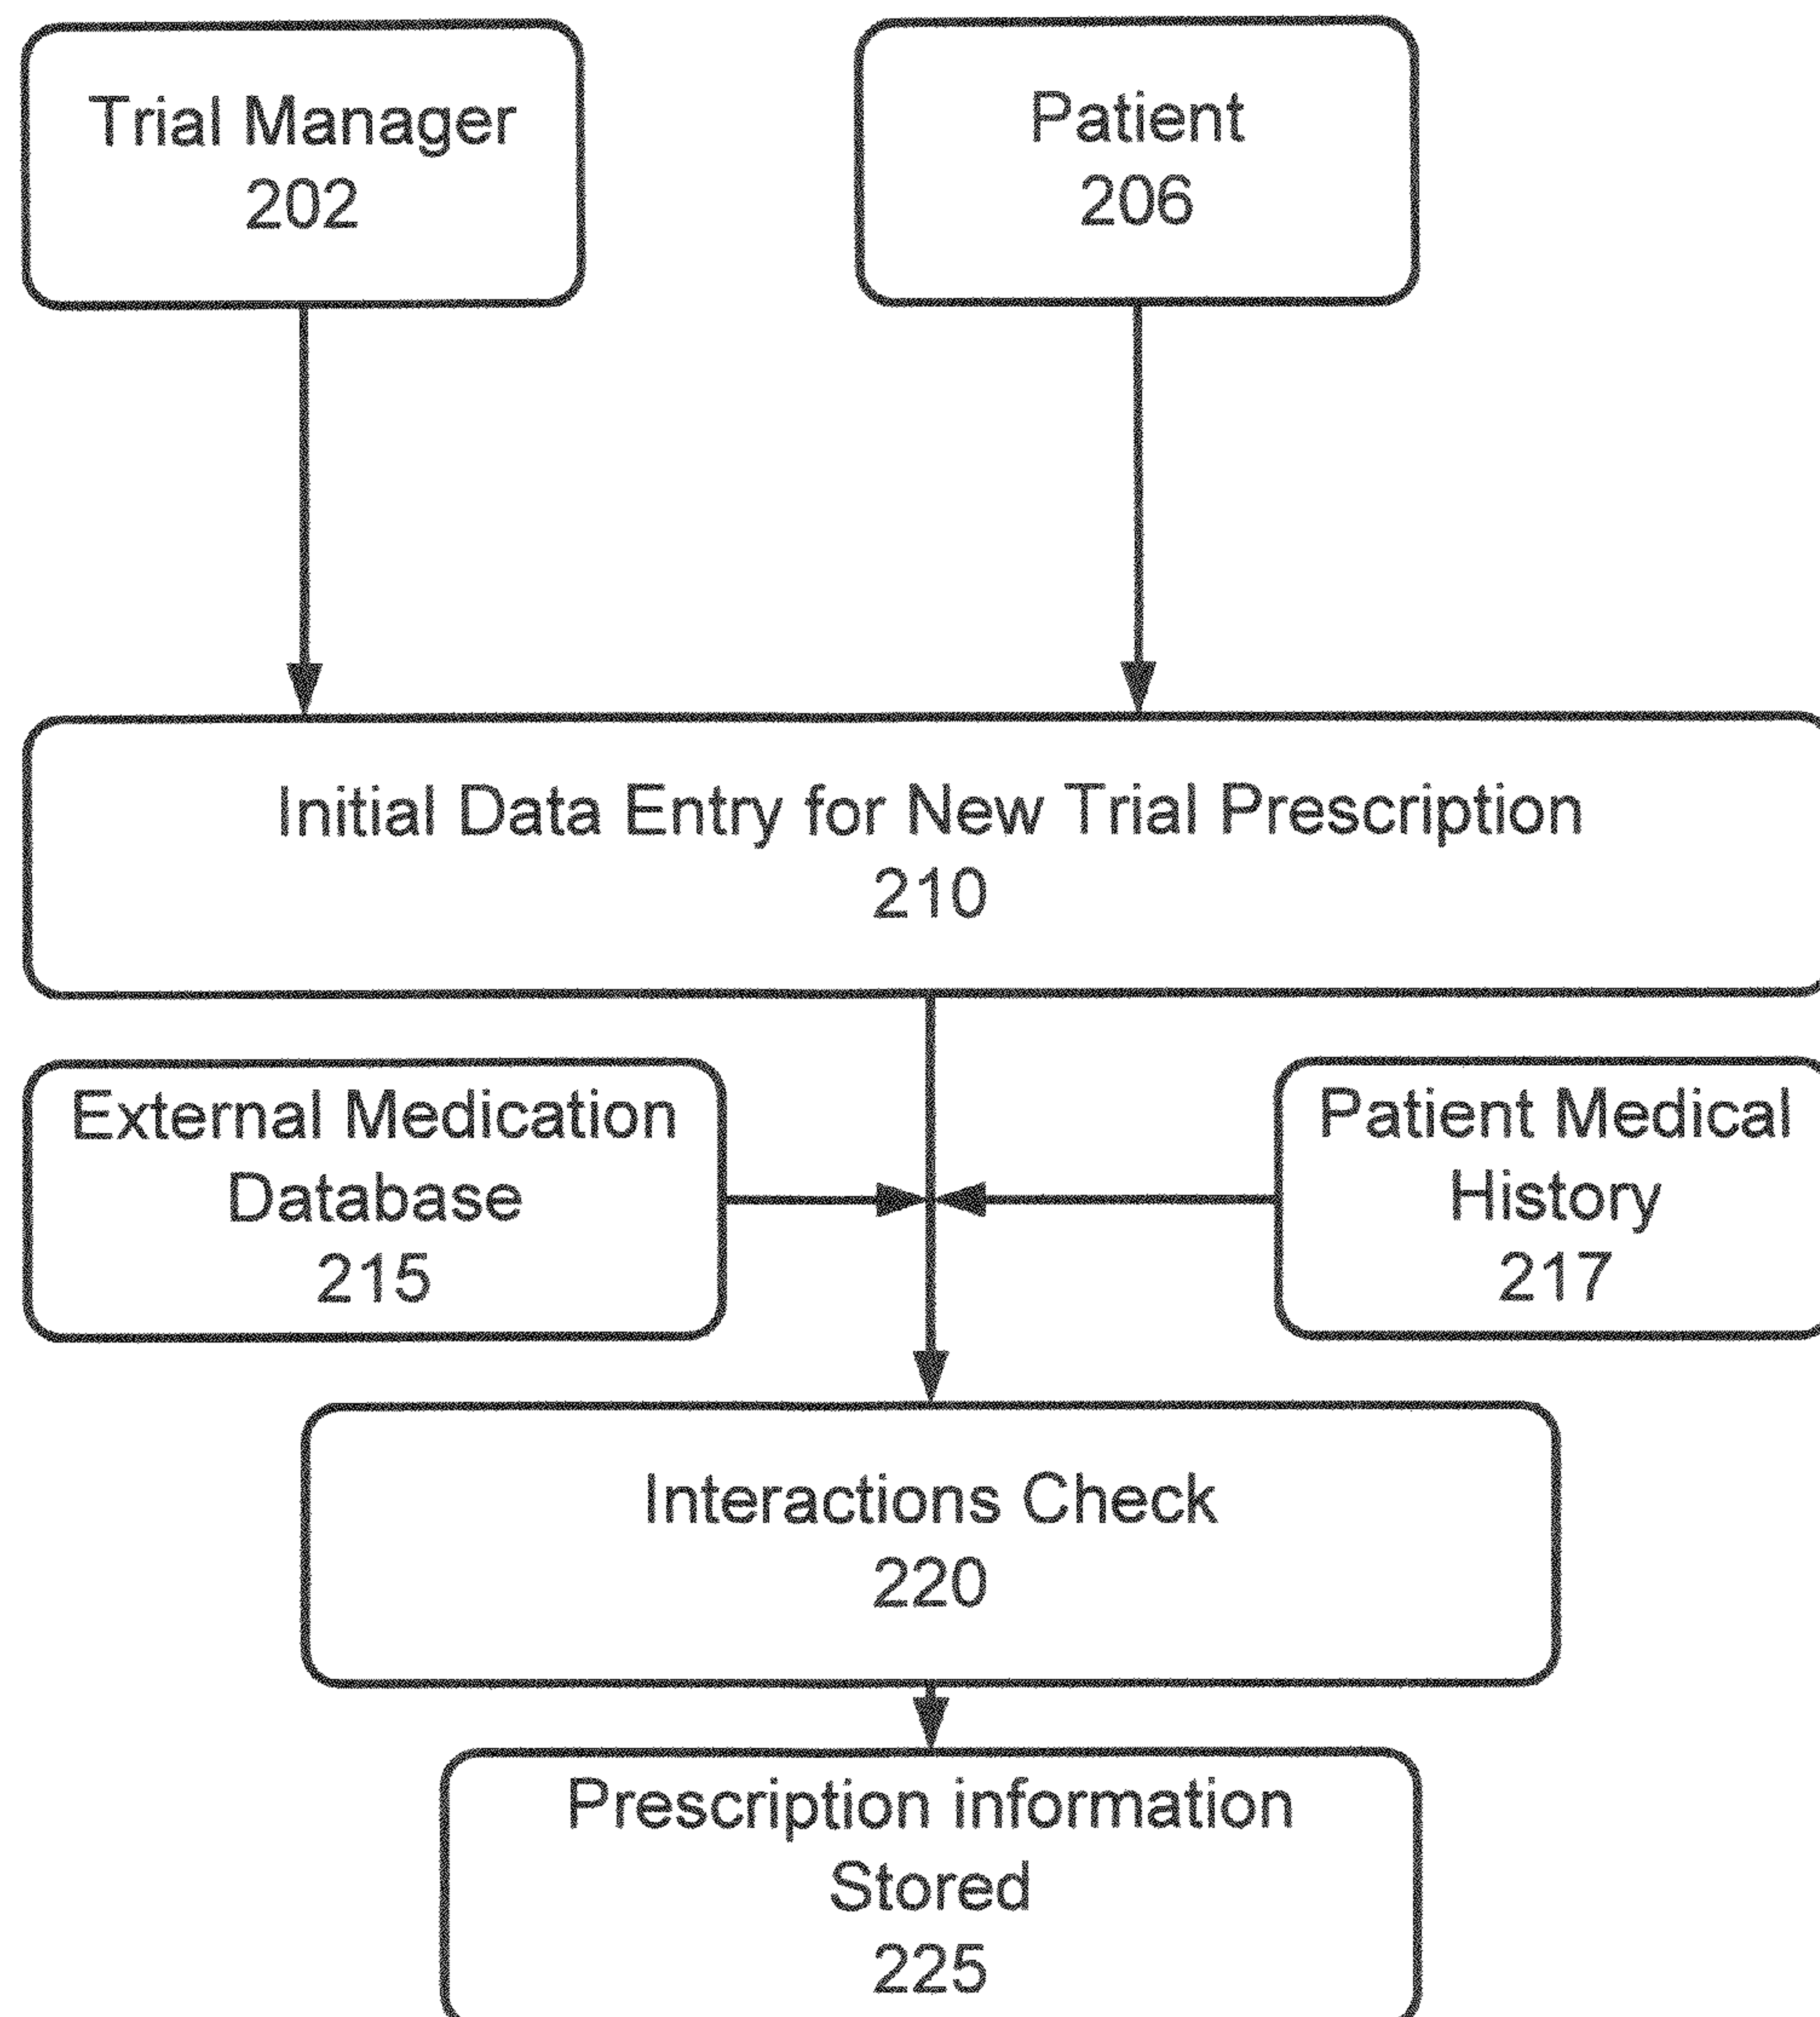 Trial Manager
202
Patient
206
Initial Data Entry for New Trial Prescription
210
External Medication
Database
215
Patient Medical
History
217
Interactions Check
220
Prescription information
Stored
225